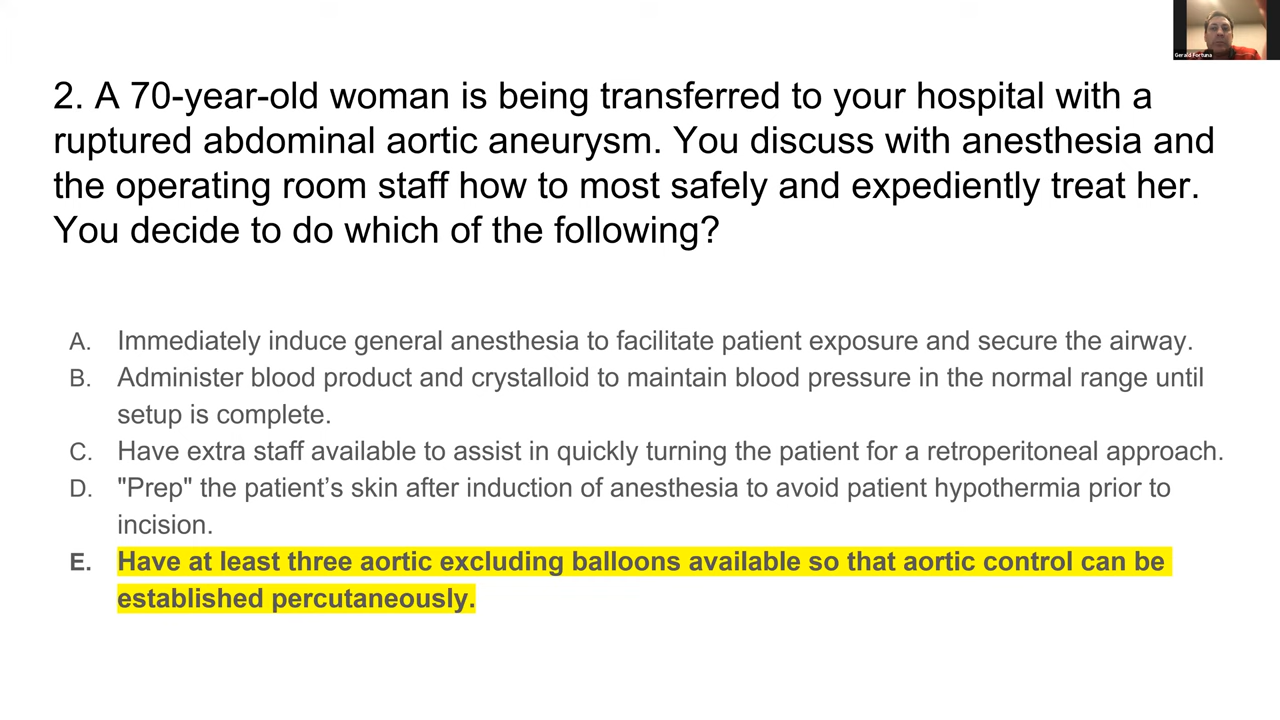 Gerald Fortuna
2. A 70-year-old woman is being transferred to your hospital with a
ruptured abdominal aortic aneurysm. You discuss with anesthesia and
the operating room staff how to most safely and expediently treat her.
You decide to do which of the following?
A. Immediately induce general anesthesia to facilitate patient exposure and secure the airway.
B. Administer blood product and crystalloid to maintain blood pressure in the normal range until
setup is complete.
C. Have extra staff available to assist in quickly turning the patient for a retroperitoneal approach.
D. "Prep" the patient’s skin after induction of anesthesia to avoid patient hypothermia prior to
incision.
E. Have at least three aortic excluding balloons available so that aortic control can be
established percutaneously.